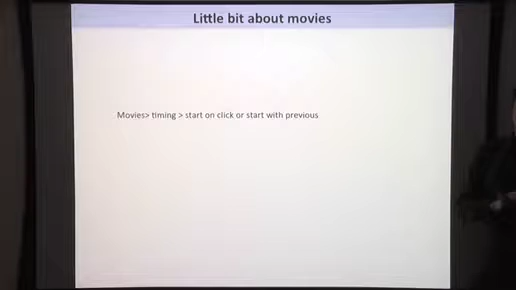 Little bit about movies
Movies> timing > start on click or start with previous